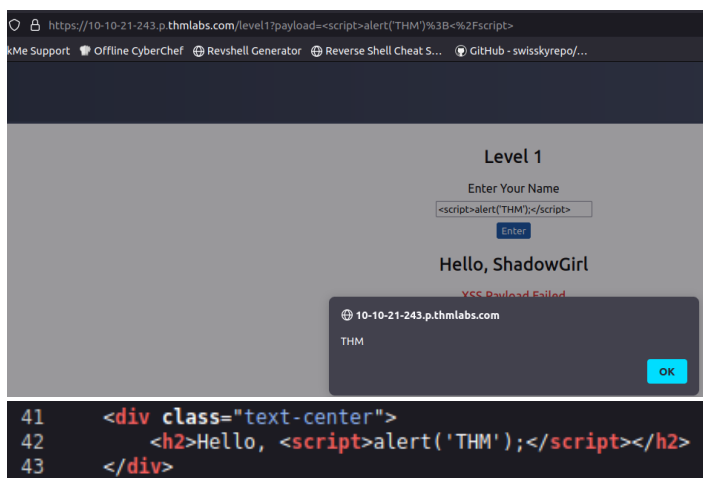 https://10-10-21-243.p.thmlabs.com/level1?payload=<script>alert('THM')%3B<%2Fscript>
kMe Support Offline CyberChef Revshell Generator Reverse Shell Cheat S... GitHub - swisskyrepo/...
Level 1
Enter Your Name
<script>alert('THM');</script>
Enter
Hello, ShadowGirl
XSS Payload Failed
10-10-21-243.p.thmlabs.com
THM
OK
41 <div class="text-center">
42 <h2>Hello, <script>alert('THM');</script></h2>
43 </div>